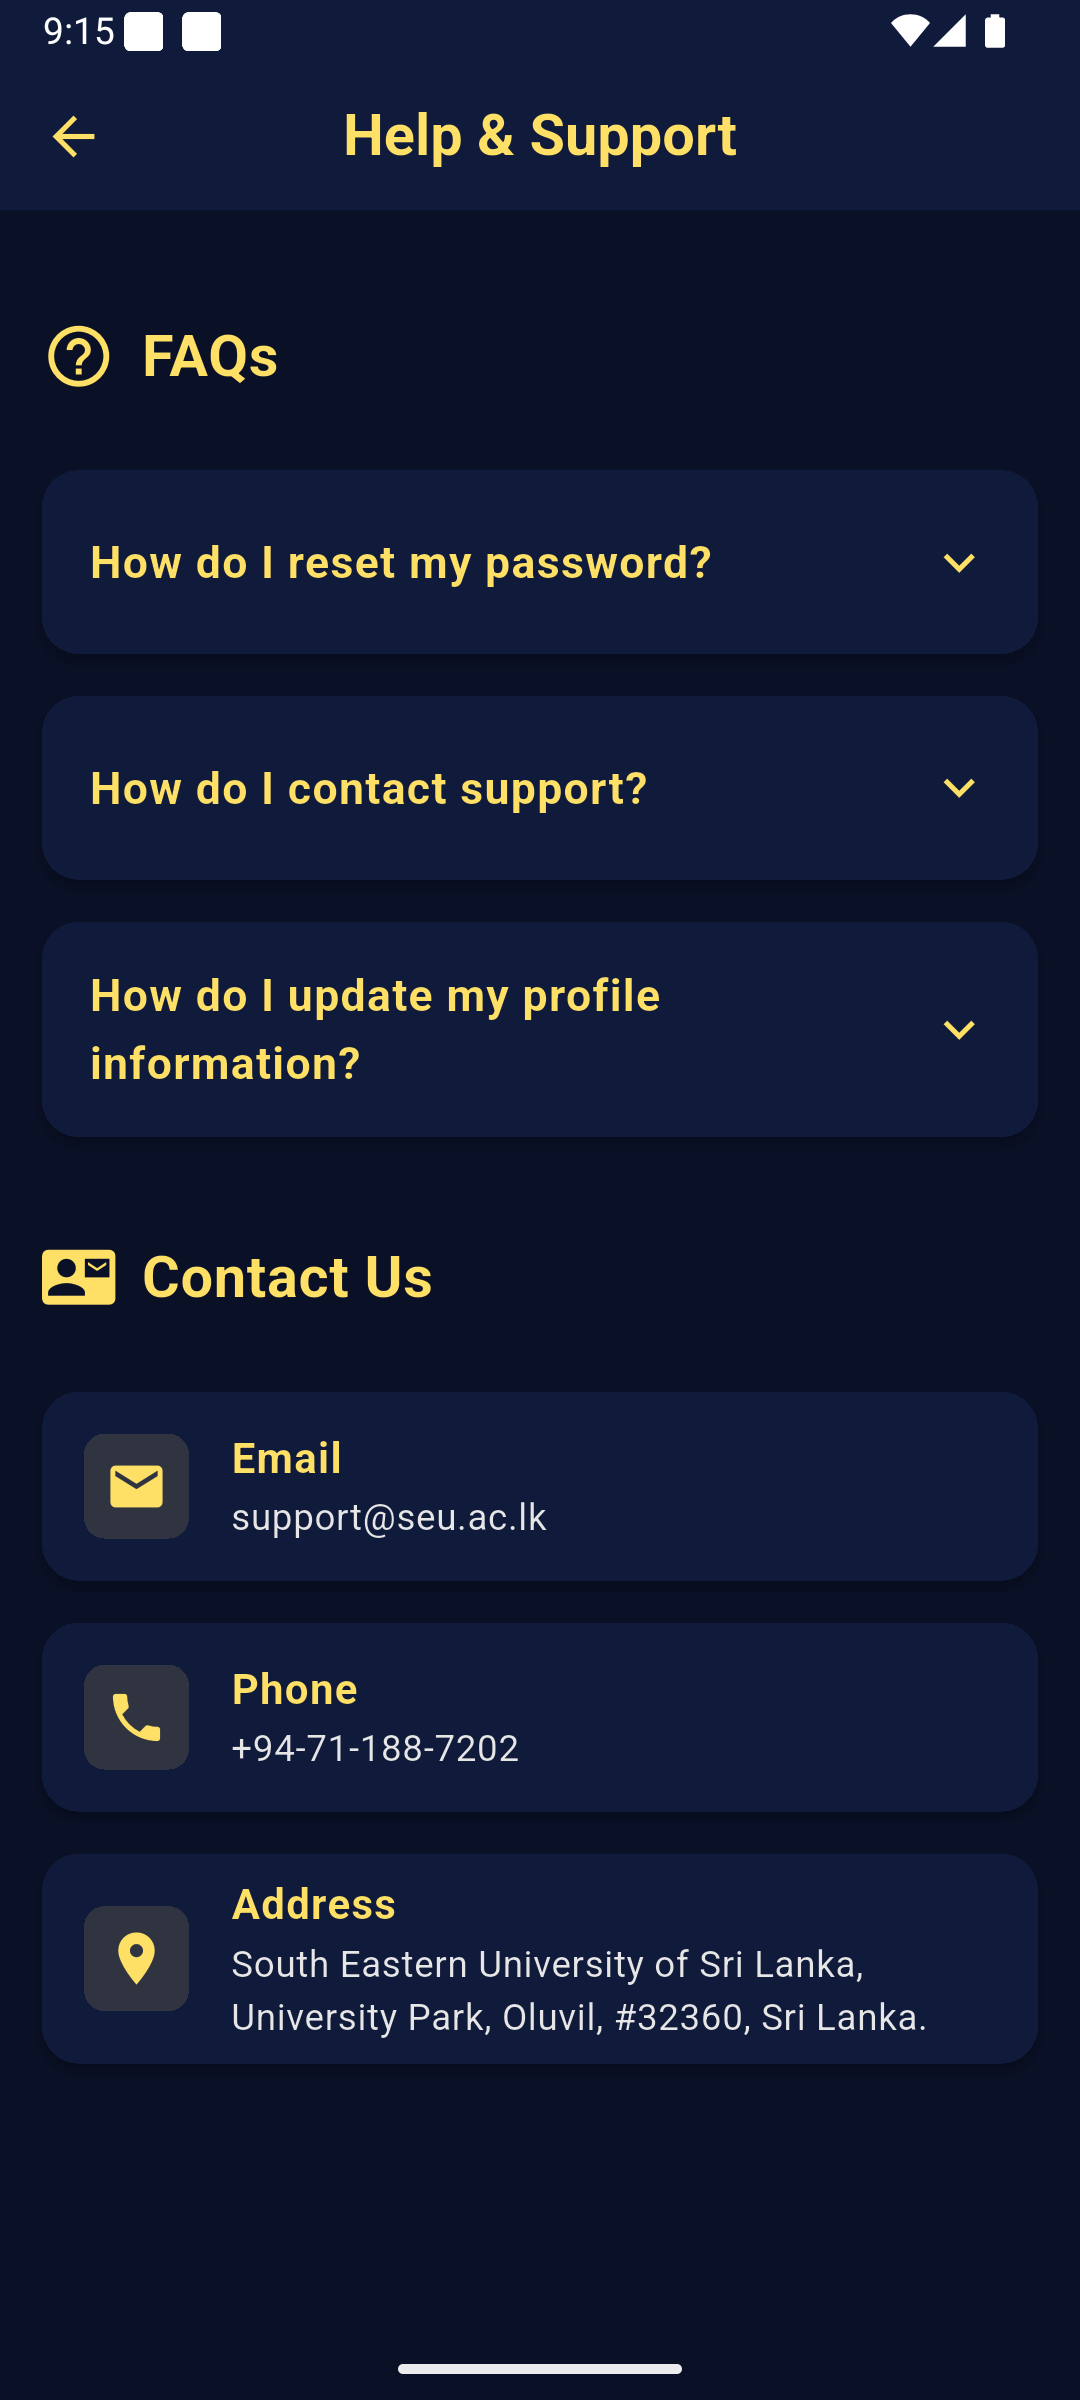 9:15
Help & Support
FAQs
How do I reset my password?
How do I contact support?
How do I update my profile
information?
Contact Us
Email
support@seu.ac.lk
Phone
+94-71-188-7202
Address
South Eastern University of Sri Lanka,
University Park, Oluvil, #32360, Sri Lanka.